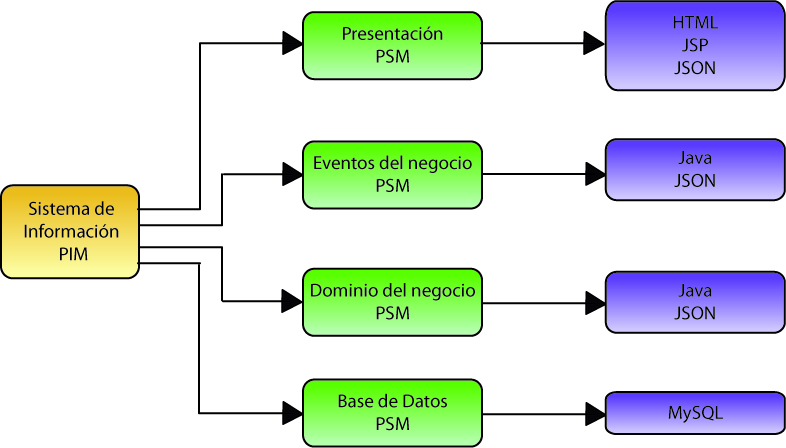 Sistema de
Información
PIM
Presentación
PSM
HTML
JSP
JSON
Eventos del negocio
PSM
Java
JSON
Dominio del negocio
PSM
Java
JSON
Base de Datos
PSM
MySQL